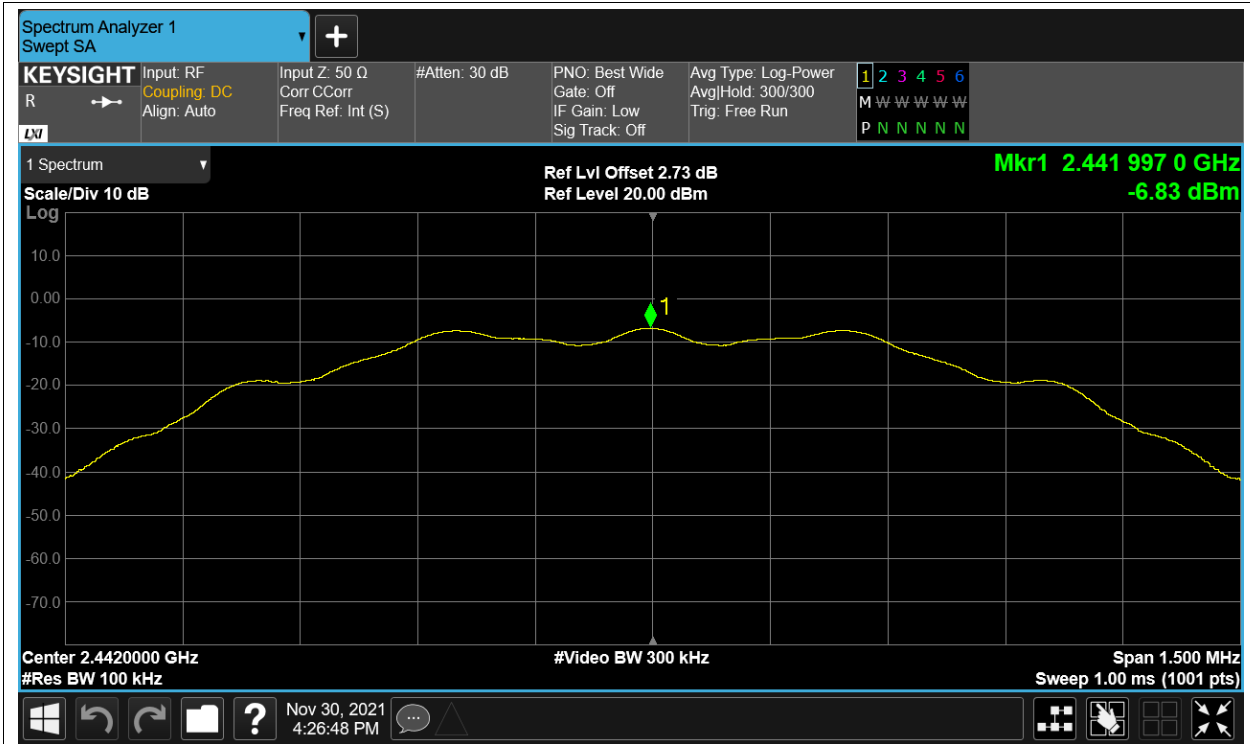 Spectrum Analyzer 1
Swept SA
KEYSIGHT
R
LXI
Input: RF
Coupling: DC
Align: Auto
Input Z: 50 Ω
Corr CCorr
Freq Ref: Int (S)
#Atten: 30 dB
PNO: Best Wide
Gate: Off
IF Gain: Low
Sig Track: Off
Avg Type: Log-Power
Avg|Hold: 300/300
Trig: Free Run
1 2 3 4 5 6
M W W W W W
P N N N N N
1 Spectrum
Scale/Div 10 dB
Log
Ref Lvl Offset 2.73 dB
Ref Level 20.00 dBm
Mkr1 2.441 997 0 GHz
-6.83 dBm
10.0
0.00
-10.0
-20.0
-30.0
-40.0
-50.0
-60.0
-70.0
1
Center 2.4420000 GHz
#Res BW 100 kHz
#Video BW 300 kHz
Span 1.500 MHz
Sweep 1.00 ms (1001 pts)
?
Nov 30, 2021
4:26:48 PM